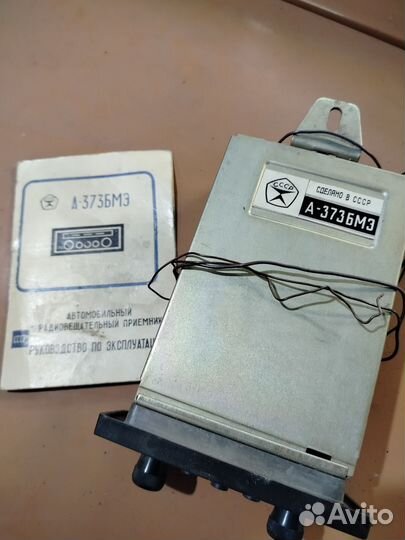 А-373БМЭ
АВТОМОБИЛЬНЫЙ
РАДИОВЕЩАТЕЛЬНЫЙ ПРИЕМНИК
РУКОВОДСТВО ПО ЭКСПЛУАТАЦ
СССР
СДЕЛАНО В СССР
А-373БМЭ
Avito